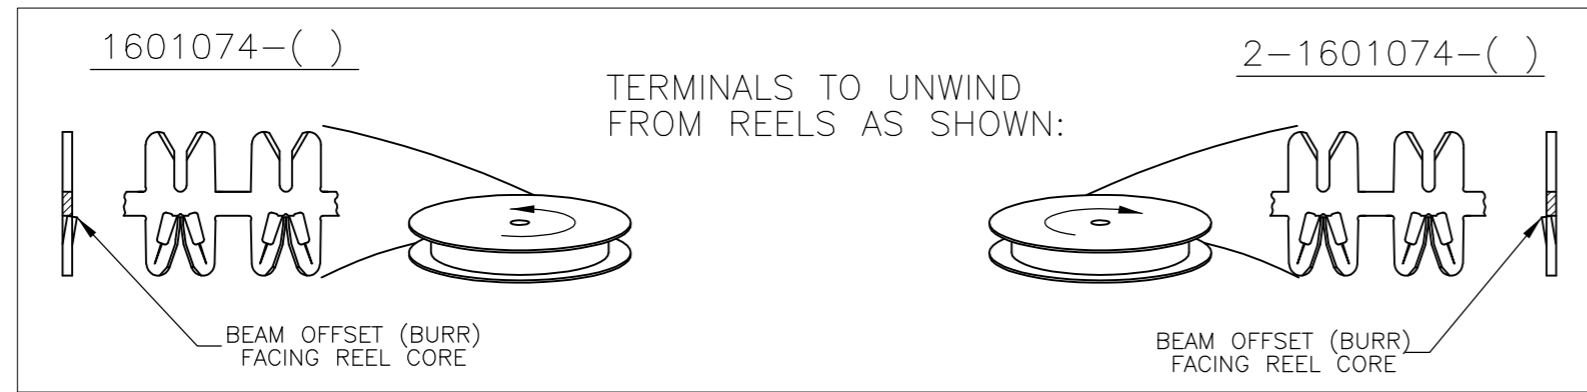 1601074-( )
2-1601074-( )
TERMINALS TO UNWIND
FROM REELS AS SHOWN:
BEAM OFFSET (BURR)
FACING REEL CORE
BEAM OFFSET (BURR)
FACING REEL CORE